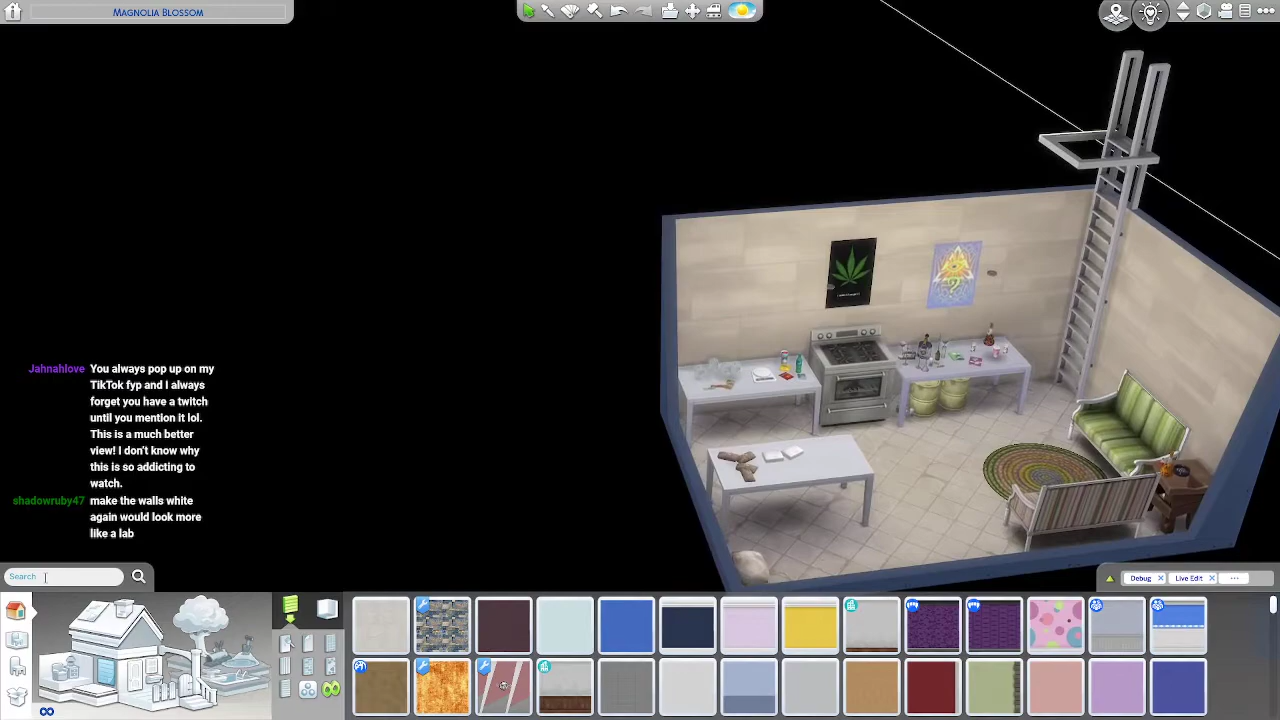 Magnolia Blossom
Jahnahlove You always pop up on my
TikTok fyp and I always
forget you have a twitch
until you mention it lol.
This is a much better
view! I don't know why
this is so addicting to
watch.
shadowruby47 make the walls white
again would look more
like a lab
Search
Debug
Live Edit
...